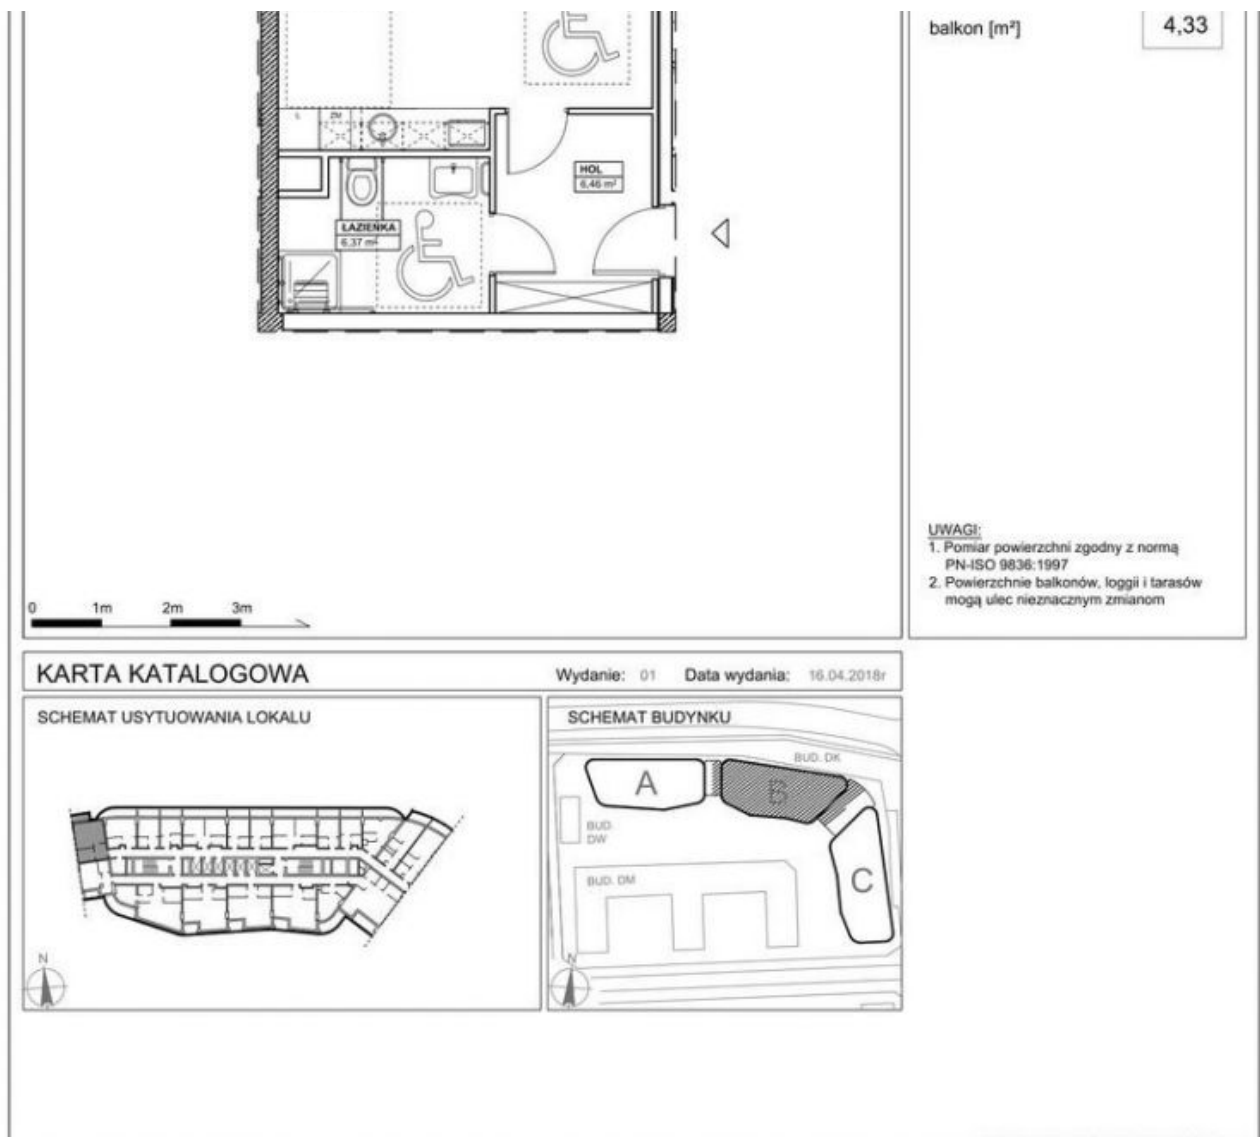 balkon [m²]
4,33
ZM
HOL
6,46 m²
ŁAZIENKA
6,37 m²
UWAGI:
1. Pomiar powierzchni zgodny z normą
PN-ISO 9836:1997
2. Powierzchnie balkonów, loggii i tarasów
mogą ulec nieznacznym zmianom
0 1m 2m 3m
KARTA KATALOGOWA
Wydanie: 01 Data wydania: 16.04.2018r
SCHEMAT USYTUOWANIA LOKALU
N
SCHEMAT BUDYNKU
BUD. DK
A
B
BUD.
DW
BUD. DM
C
N